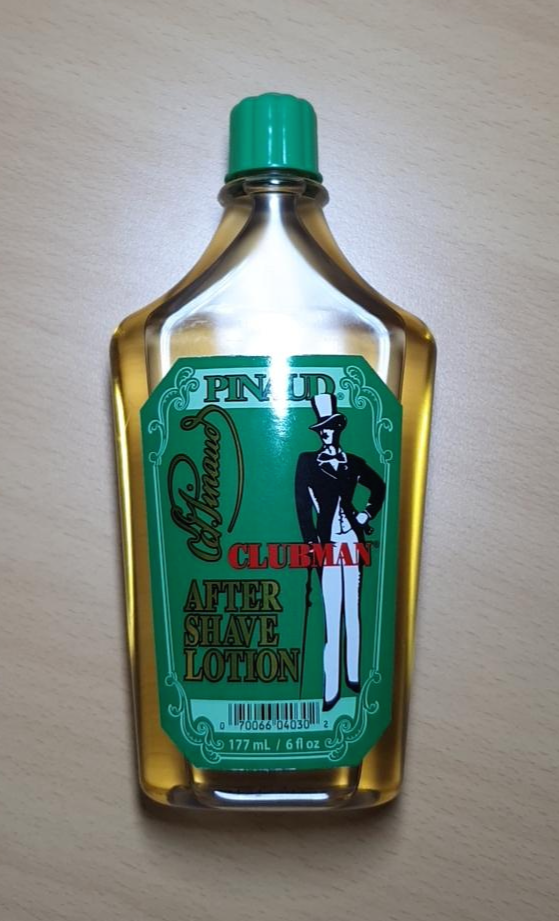 PINAUD®
Ed. Pinaud
CLUBMAN®
AFTER
SHAVE
LOTION
0 70066 04030 2
177 mL / 6 fl oz